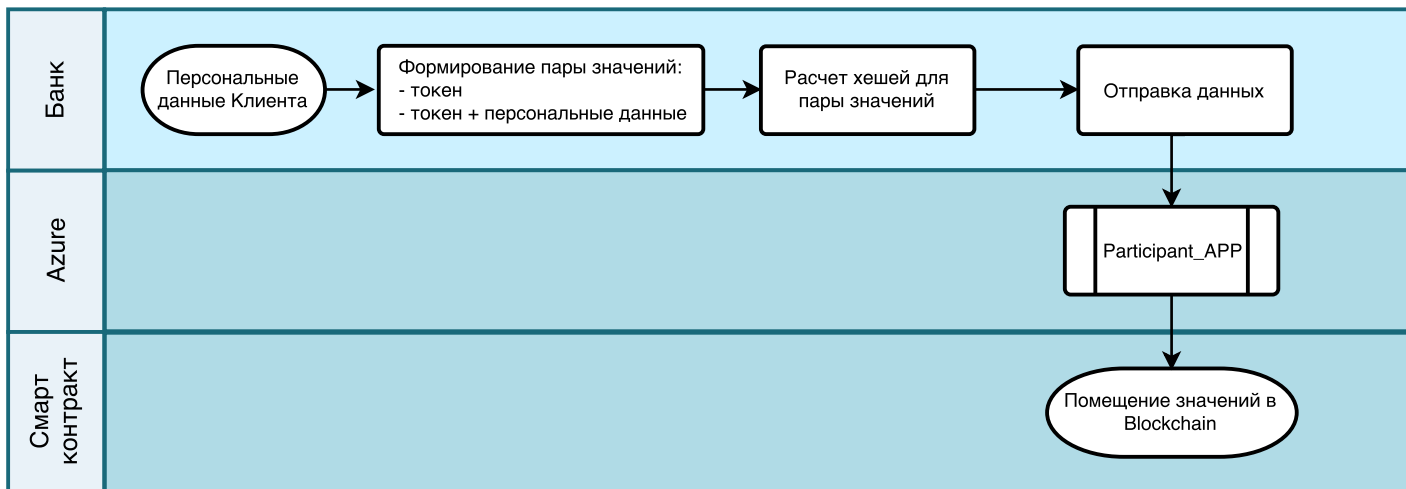 Банк
Персональные
данные Клиента
Формирование пары значений:
- токен
- токен + персональные данные
Расчет хешей для
пары значений
Отправка данных
Azure
Participant_APP
Смарт
контракт
Помещение значений в
Blockchain